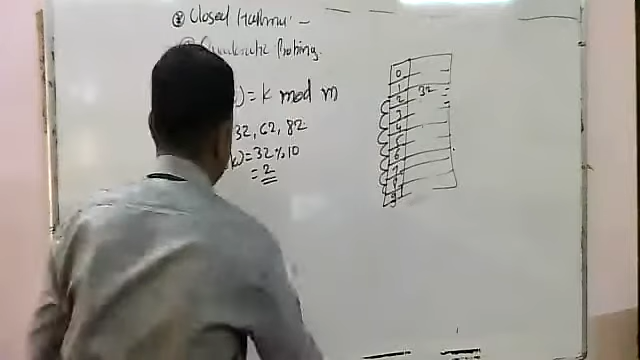 Closed Hashing -
Quadratic Probing.
) = k mod m
32, 62, 82
k) = 32 % 10
= 2
0
1
2 32
3
4
5
6
7
8
9